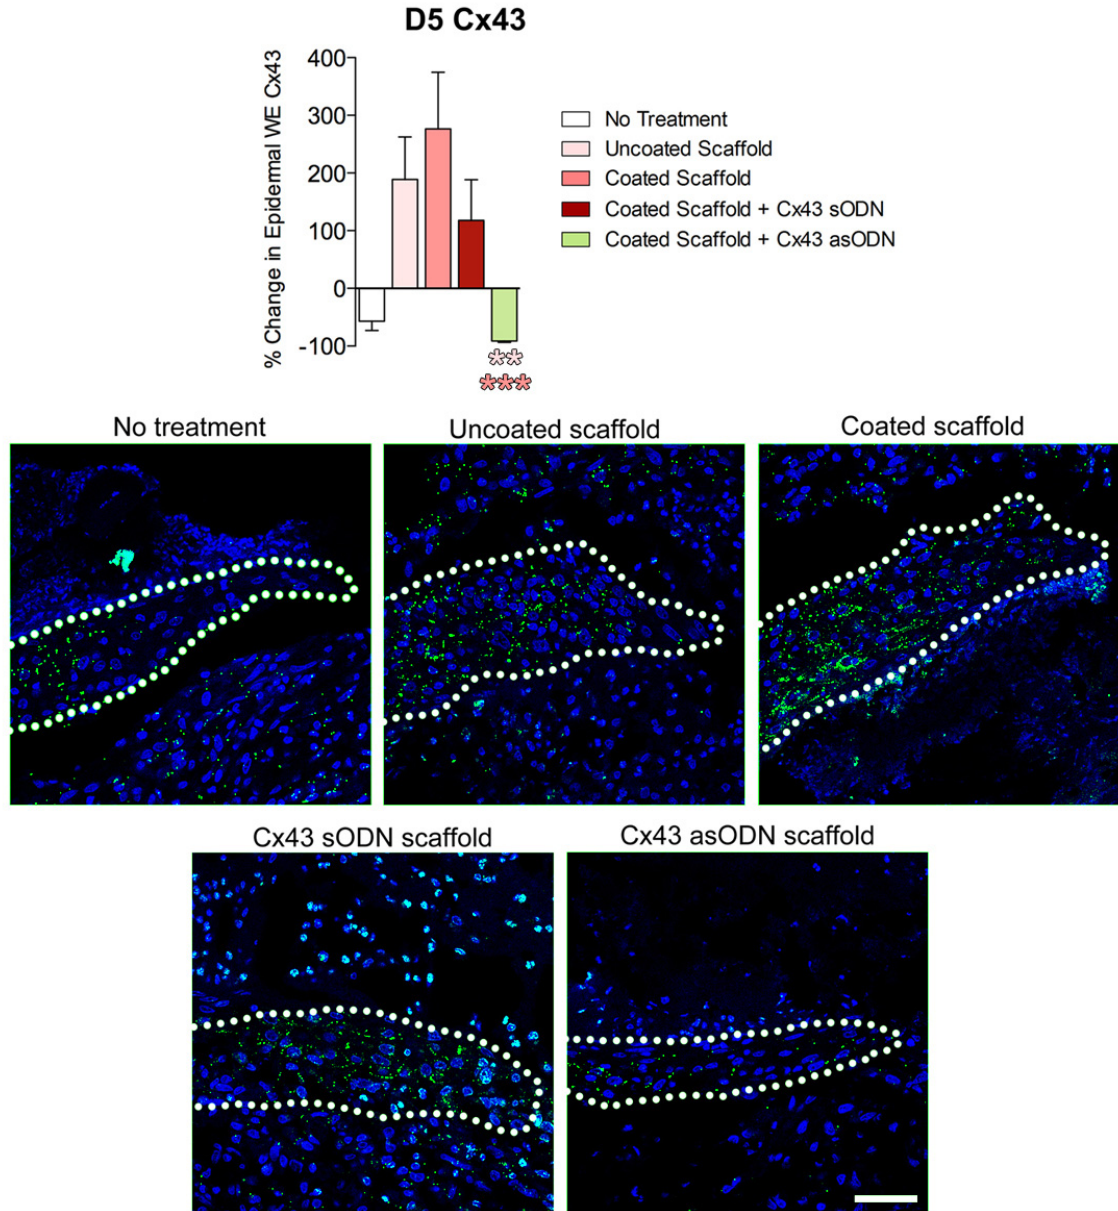 D5 Cx43
% Change in Epidermal WE Cx43
400
300
200
100
0
-100
**
***
No Treatment
Uncoated Scaffold
Coated Scaffold
Coated Scaffold + Cx43 sODN
Coated Scaffold + Cx43 asODN
No treatment
Uncoated scaffold
Coated scaffold
Cx43 sODN scaffold
Cx43 asODN scaffold